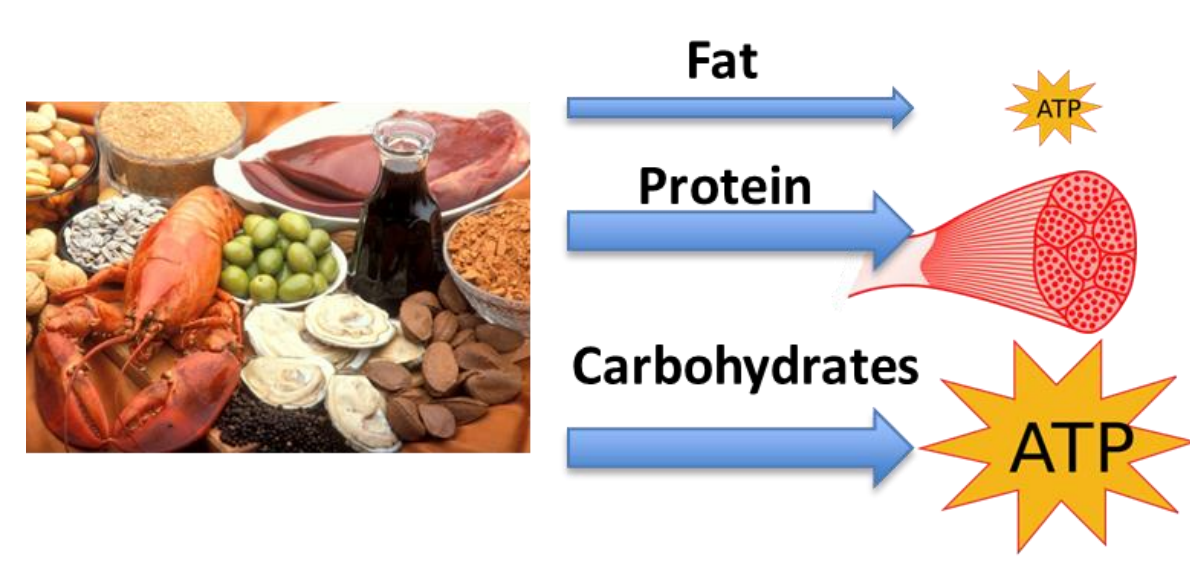 Fat
ATP
Protein
Carbohydrates
ATP